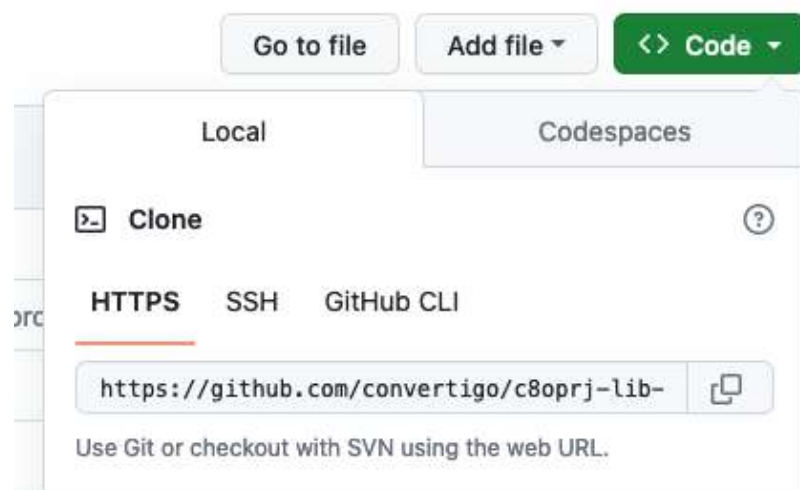 Go to file Add file <> Code
Local Codespaces
Clone
HTTPS SSH GitHub CLI
https://github.com/convertigo/c8oprj-lib-
Use Git or checkout with SVN using the web URL.